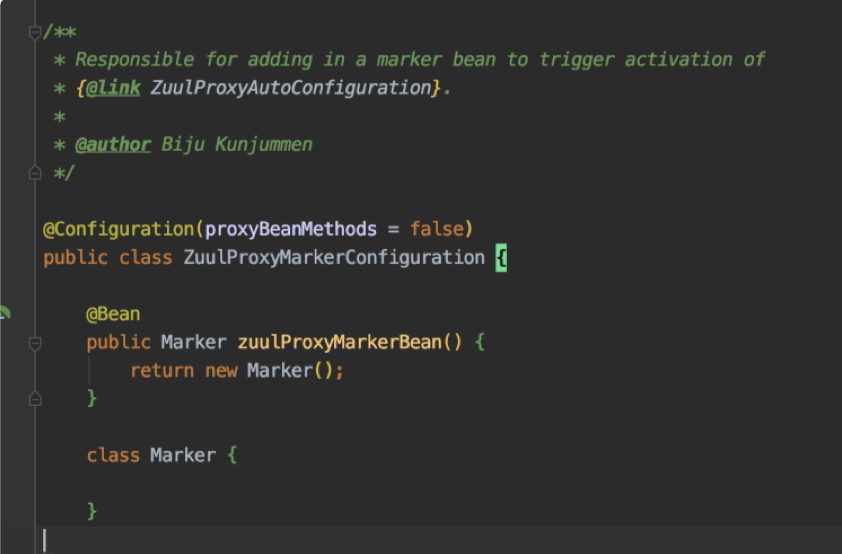 /**
 * Responsible for adding in a marker bean to trigger activation of
 * {@link ZuulProxyAutoConfiguration}.
 *
 * @author Biju Kunjummen
 */
@Configuration(proxyBeanMethods = false)
public class ZuulProxyMarkerConfiguration {
    @Bean
    public Marker zuulProxyMarkerBean() {
        return new Marker();
    }
    class Marker {
    }